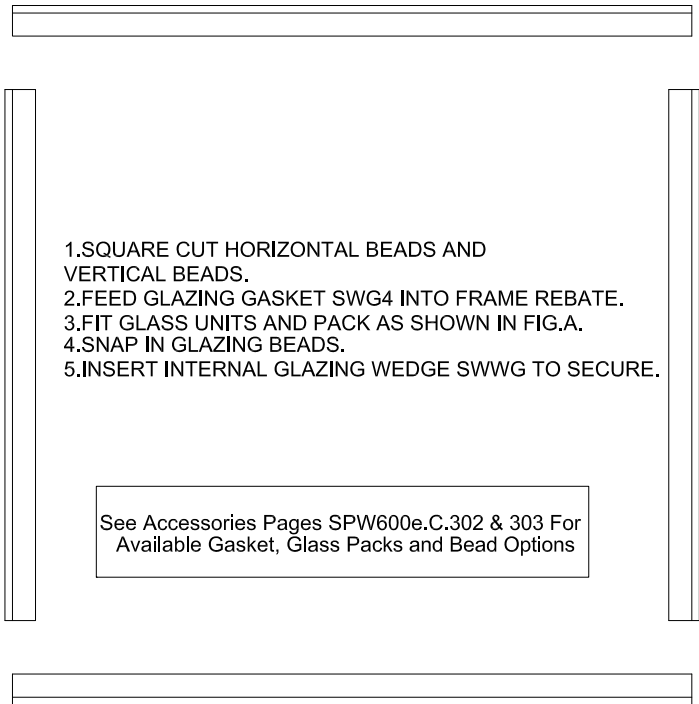 1.SQUARE CUT HORIZONTAL BEADS AND
VERTICAL BEADS.
2.FEED GLAZING GASKET SWG4 INTO FRAME REBATE.
3.FIT GLASS UNITS AND PACK AS SHOWN IN FIG.A.
4.SNAP IN GLAZING BEADS.
5.INSERT INTERNAL GLAZING WEDGE SWWG TO SECURE.
See Accessories Pages SPW600e.C.302 & 303 For
Available Gasket, Glass Packs and Bead Options